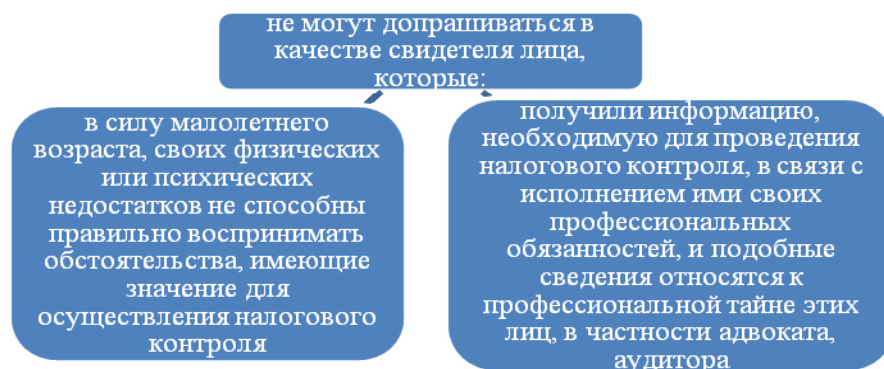 не могут допрашиваться в
качестве свидетеля лица,
которые:
в силу малолетнего
возраста, своих физических
или психических
недостатков не способны
правильно воспринимать
обстоятельства, имеющие
значение для
осуществления налогового
контроля
получили информацию,
необходимую для проведения
налогового контроля, в связи с
исполнением ими своих
профессиональных
обязанностей, и подобные
сведения относятся к
профессиональной тайне этих
лиц, в частности адвоката,
аудитора